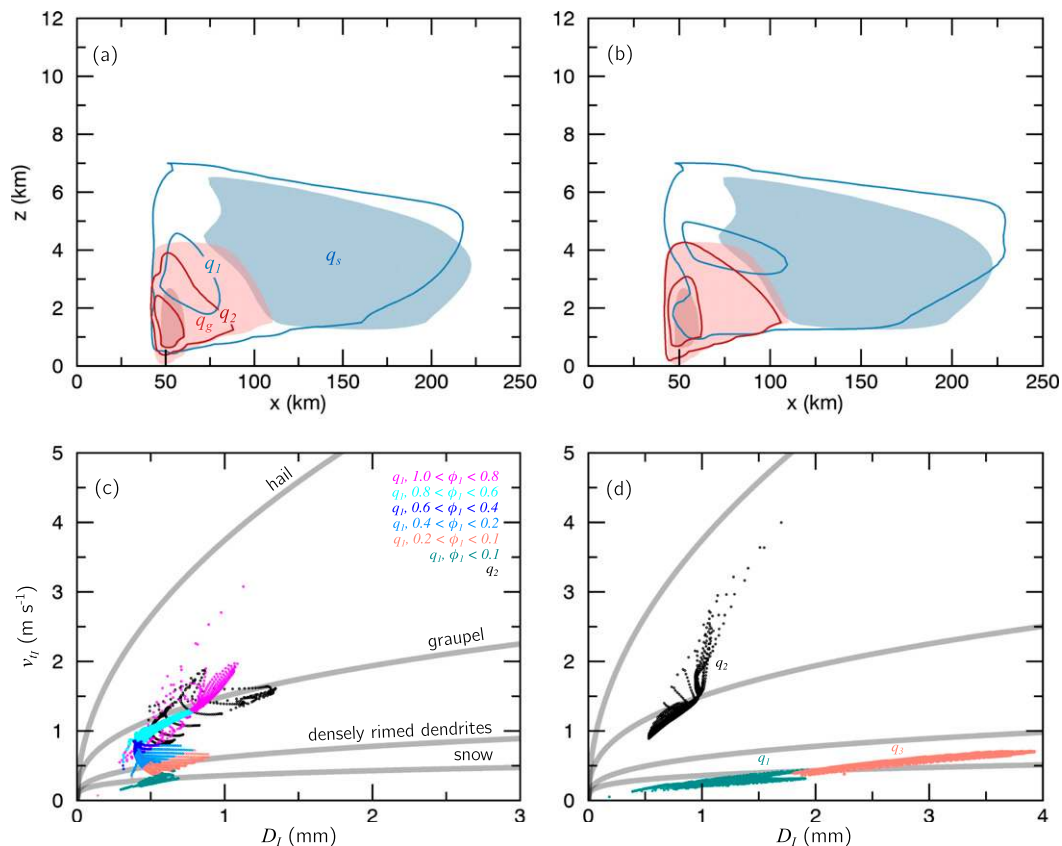 (a)
12
10
8
6
4
2
0
z (km)
q₁
q₂
q_g
q_s
0 50 100 150 200 250
x (km)
(b)
12
10
8
6
4
2
0
0 50 100 150 200 250
x (km)
(c)
5
4
3
2
1
0
v_tI (m s⁻¹)
hail
q₁, 1.0 < ϕ₁ < 0.8
q₁, 0.8 < ϕ₁ < 0.6
q₁, 0.6 < ϕ₁ < 0.4
q₁, 0.4 < ϕ₁ < 0.2
q₁, 0.2 < ϕ₁ < 0.1
q₁, ϕ₁ < 0.1
q₂
graupel
densely rimed dendrites
snow
0 1 2 3
D_I (mm)
(d)
5
4
3
2
1
0
q₂
q₁
q₃
0 1 2 3 4
D_I (mm)